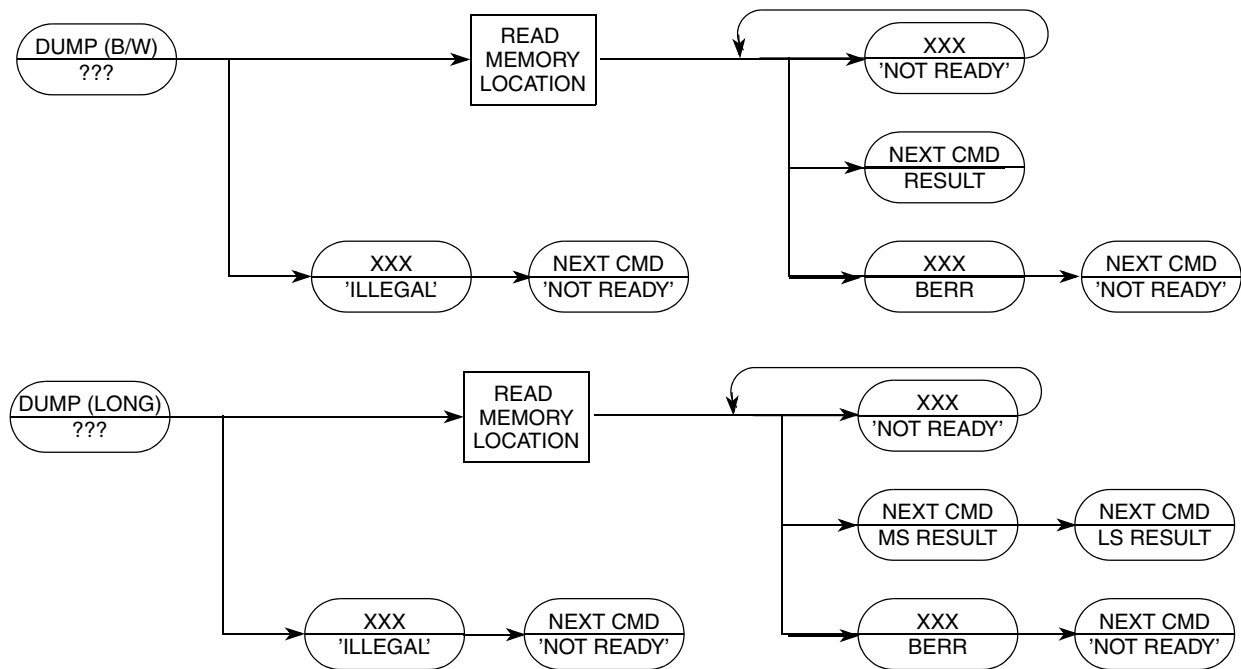 DUMP (B/W)
???
READ
MEMORY
LOCATION
XXX
'NOT READY'
NEXT CMD
RESULT
XXX
'ILLEGAL'
NEXT CMD
'NOT READY'
XXX
BERR
NEXT CMD
'NOT READY'
DUMP (LONG)
???
READ
MEMORY
LOCATION
XXX
'NOT READY'
NEXT CMD
MS RESULT
NEXT CMD
LS RESULT
XXX
'ILLEGAL'
NEXT CMD
'NOT READY'
XXX
BERR
NEXT CMD
'NOT READY'